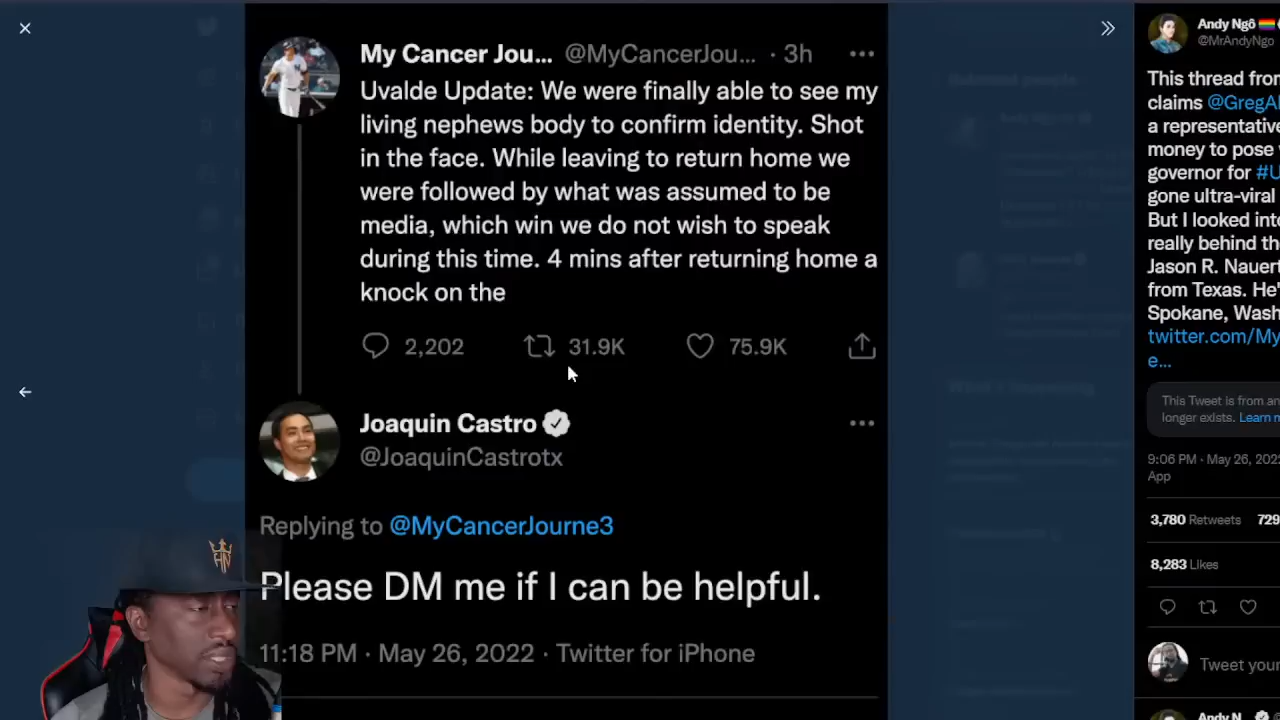 My Cancer Jou... @MyCancerJou... · 3h
Uvalde Update: We were finally able to see my
living nephews body to confirm identity. Shot
in the face. While leaving to return home we
were followed by what was assumed to be
media, which win we do not wish to speak
during this time. 4 mins after returning home a
knock on the
2,202 31.9K 75.9K
Joaquin Castro
@JoaquinCastrotx
Replying to @MyCancerJourne3
Please DM me if I can be helpful.
11:18 PM · May 26, 2022 · Twitter for iPhone
Andy Ngô
@MrAndyNgo
This thread from
claims @GregAb
a representative
money to pose
governor for #U
gone ultra-viral
But I looked into
really behind the
Jason R. Nauert
from Texas. He's
Spokane, Wash
twitter.com/My
e...
This Tweet is from an
longer exists. Learn m
9:06 PM · May 26, 2022
App
3,780 Retweets 729
8,283 Likes
Tweet your
Andy N